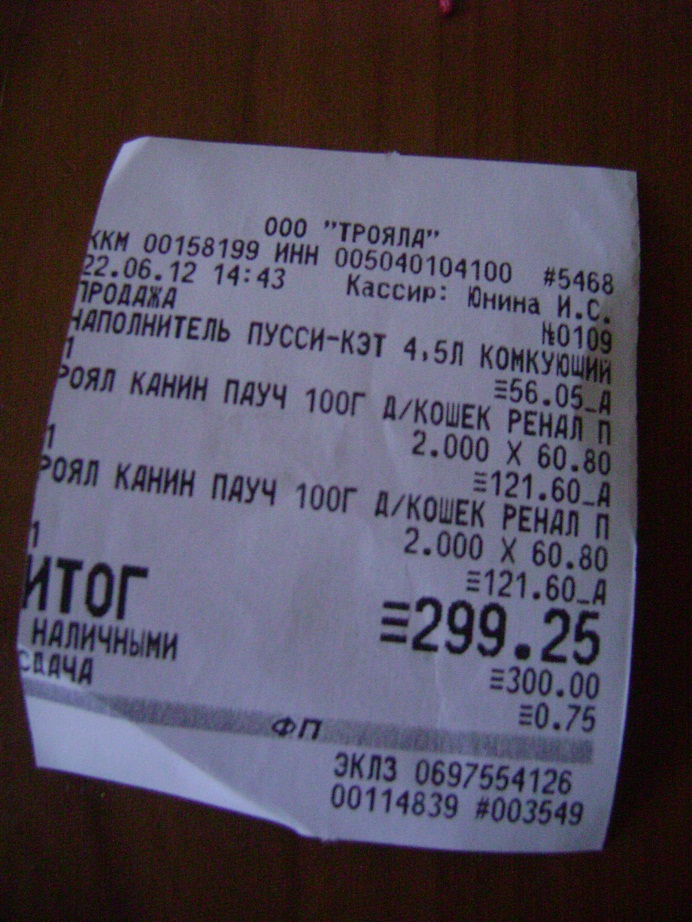 ООО "ТРОЯЛА"
ККМ 00158199 ИНН 005040104100 #5468
22.06.12 14:43 Кассир: Юнина И.С.
ПРОДАЖА №0109
НАПОЛНИТЕЛЬ ПУССИ-КЭТ 4,5Л КОМКУЮЩИЙ
1 ≡56.05_А
РОЯЛ КАНИН ПАУЧ 100Г Д/КОШЕК РЕНАЛ П
2.000 X 60.80
1 ≡121.60_А
РОЯЛ КАНИН ПАУЧ 100Г Д/КОШЕК РЕНАЛ П
2.000 X 60.80
1 ≡121.60_А
ИТОГ ≡299.25
НАЛИЧНЫМИ ≡300.00
СДАЧА ≡0.75
ФП
ЭКЛЗ 0697554126
00114839 #003549